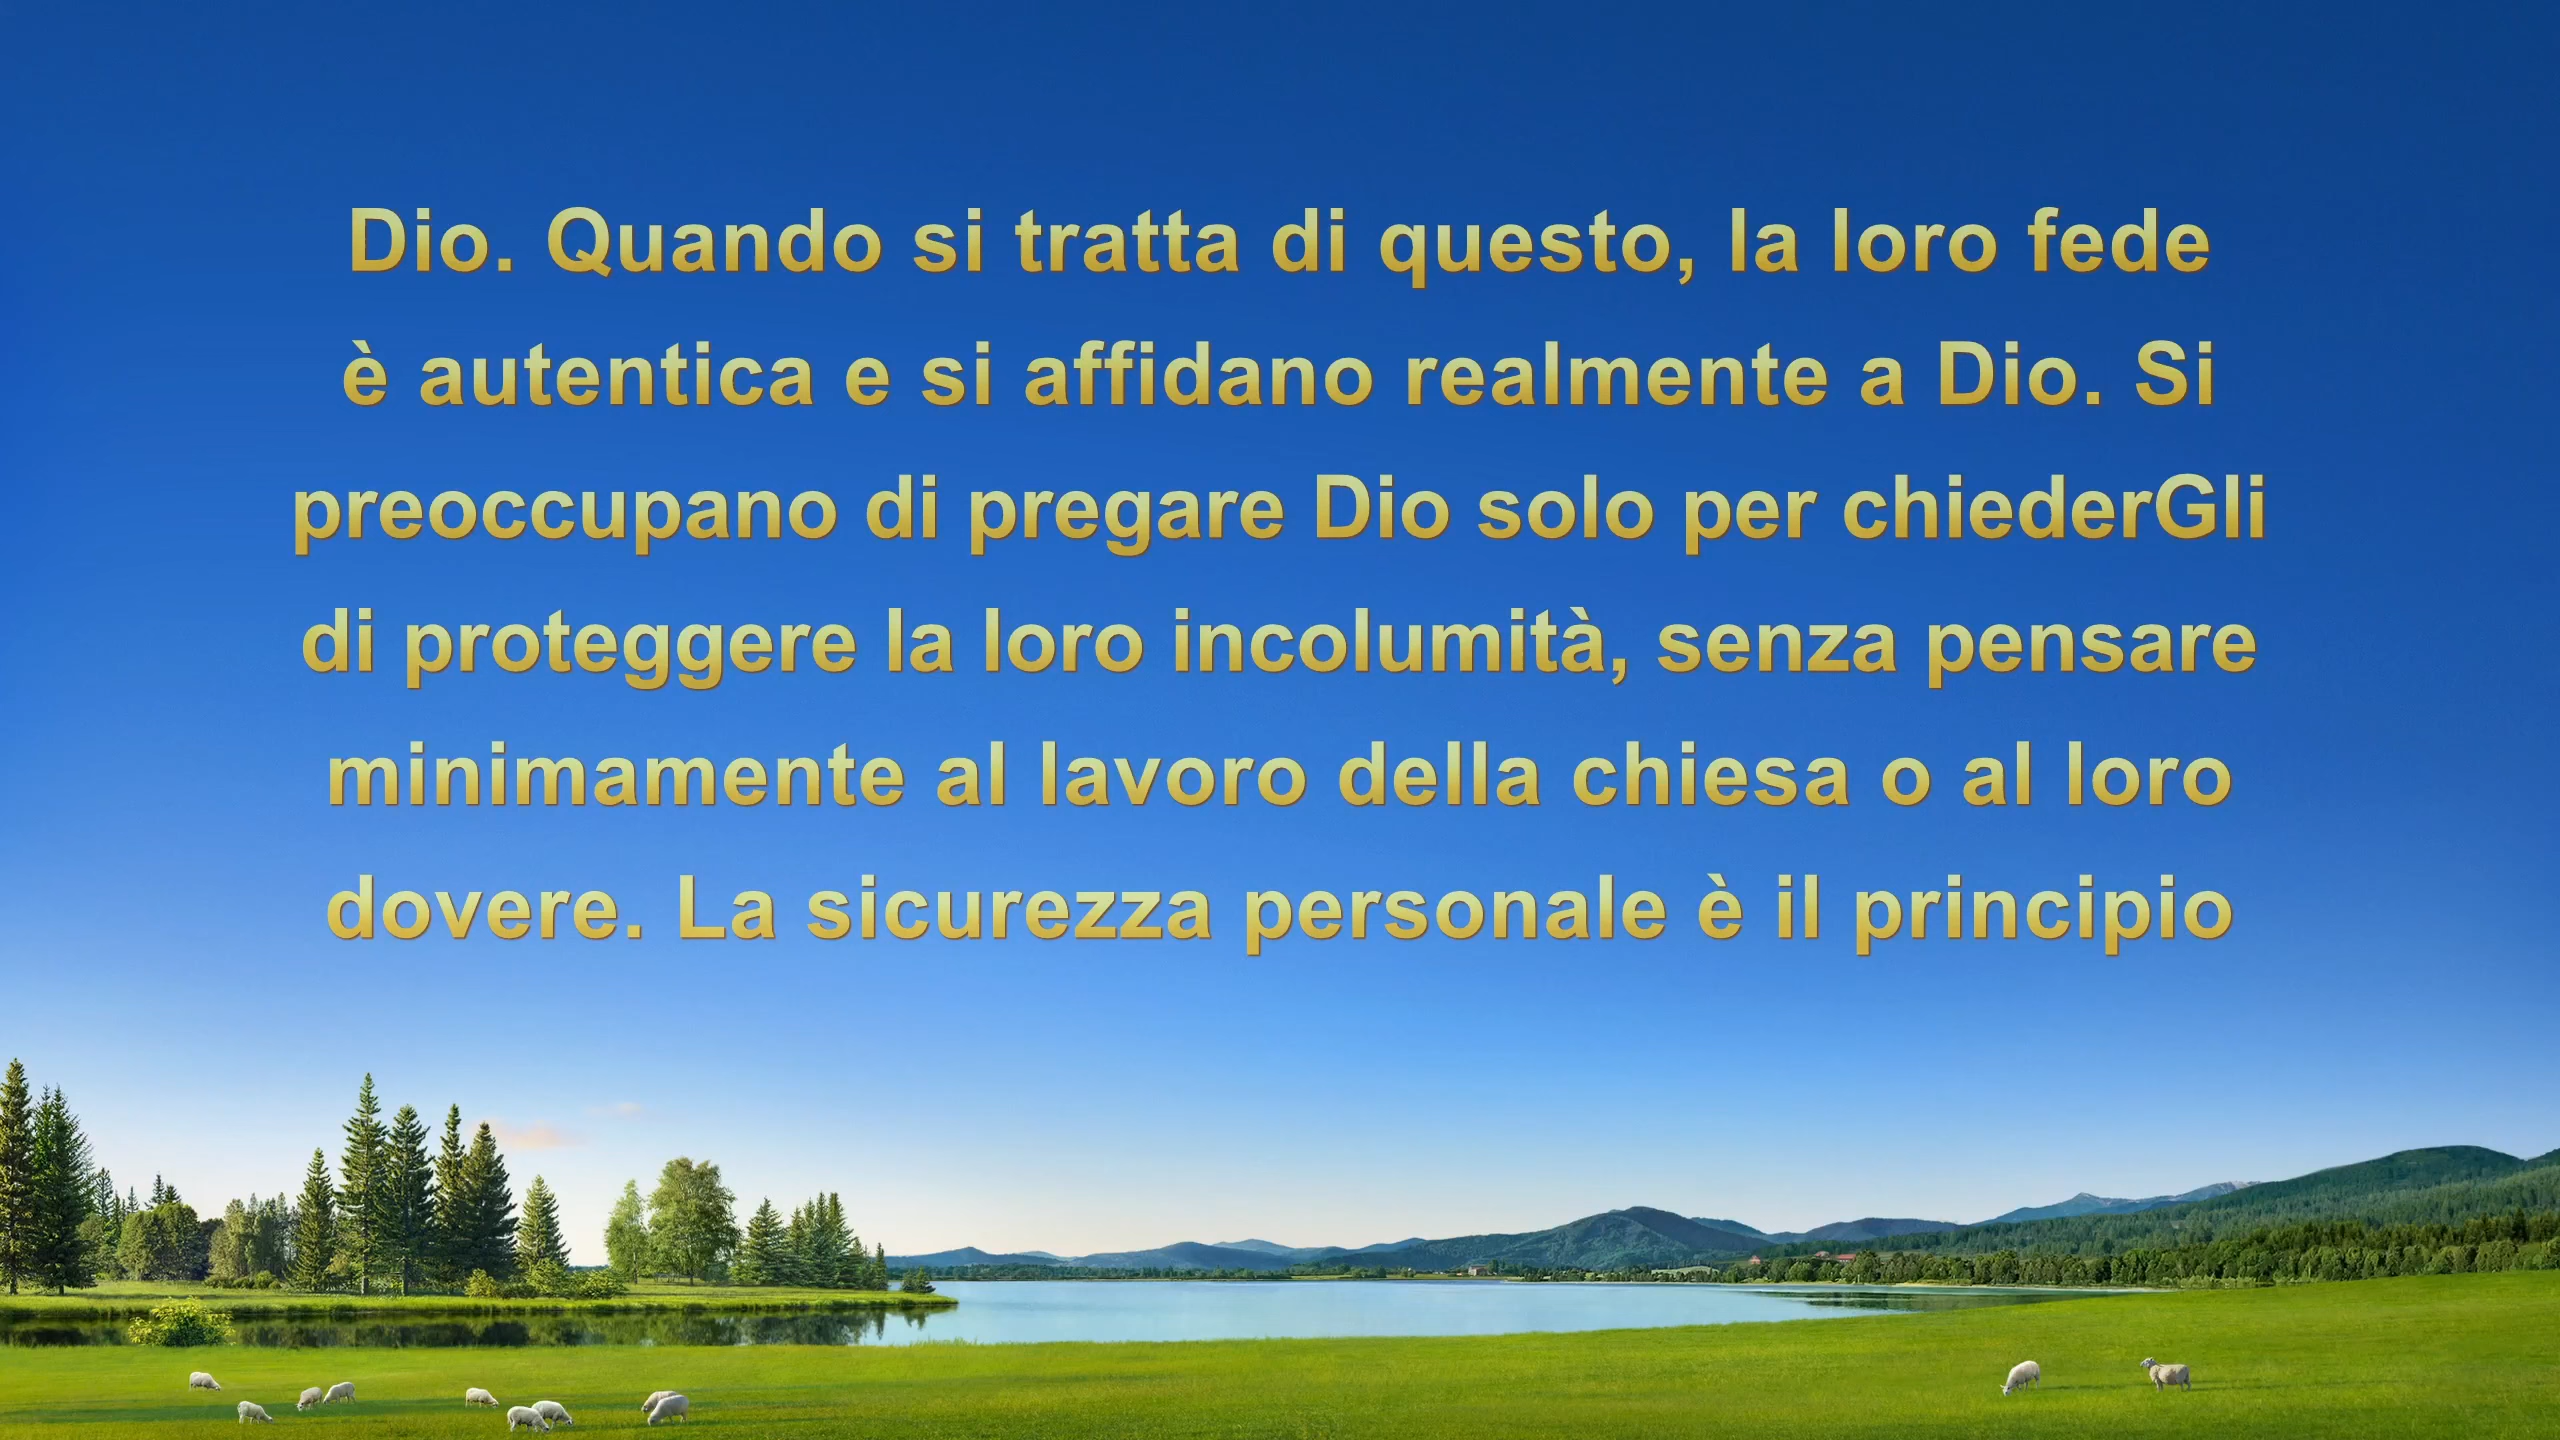 Dio. Quando si tratta di questo, la loro fede
è autentica e si affidano realmente a Dio. Si
preoccupano di pregare Dio solo per chiederGli
di proteggere la loro incolumità, senza pensare
minimamente al lavoro della chiesa o al loro
dovere. La sicurezza personale è il principio